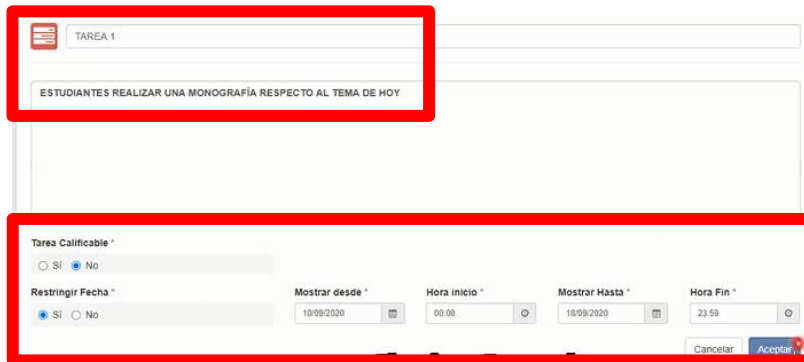 TAREA 1
ESTUDIANTES REALIZAR UNA MONOGRAFÍA RESPECTO AL TEMA DE HOY
Tarea Calificable *
Sí No
Restringir Fecha * Mostrar desde * Hora inicio * Mostrar Hasta * Hora Fin *
Sí No 10/09/2020 00:00 18/09/2020 23:59
Cancelar Aceptar